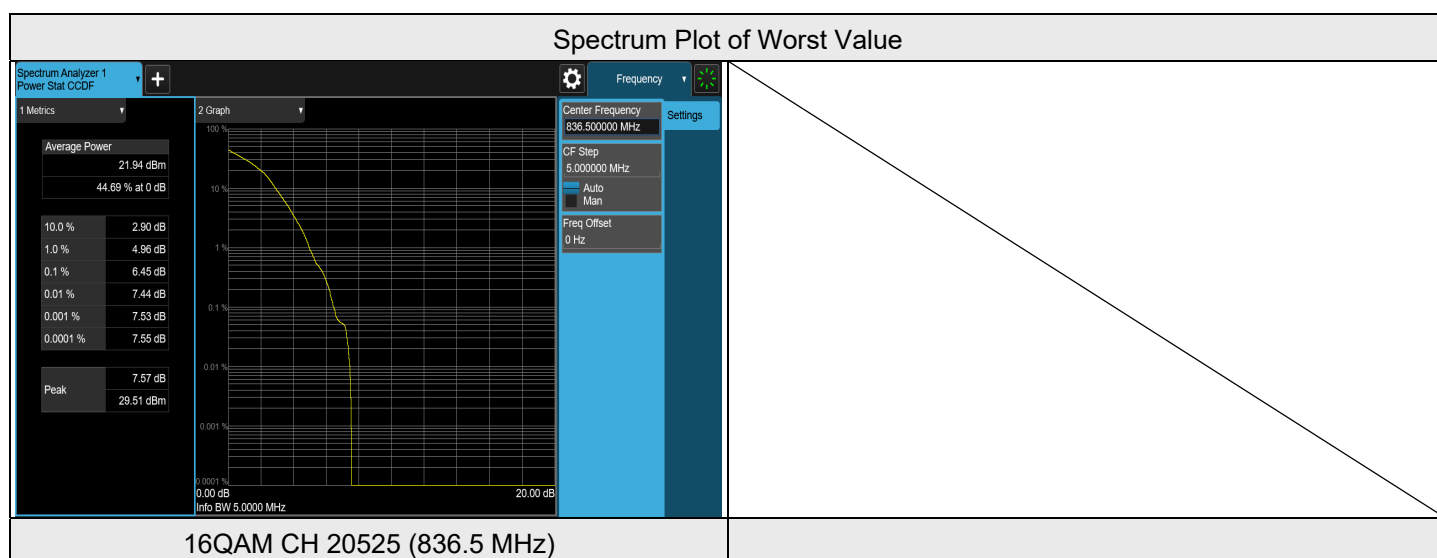 Spectrum Plot of Worst Value
Spectrum Analyzer 1
Power Stat CCDF
+
Frequency
1 Metrics
2 Graph
Center Frequency
836.500000 MHz
Settings
CF Step
5.000000 MHz
Auto
Man
Freq Offset
0 Hz
Average Power
21.94 dBm
44.69 % at 0 dB
10.0 % 2.90 dB
1.0 % 4.96 dB
0.1 % 6.45 dB
0.01 % 7.44 dB
0.001 % 7.53 dB
0.0001 % 7.55 dB
Peak 7.57 dB
29.51 dBm
100 %
10 %
1 %
0.1 %
0.01 %
0.001 %
0.0001 %
0.00 dB 20.00 dB
Info BW 5.0000 MHz
16QAM CH 20525 (836.5 MHz)